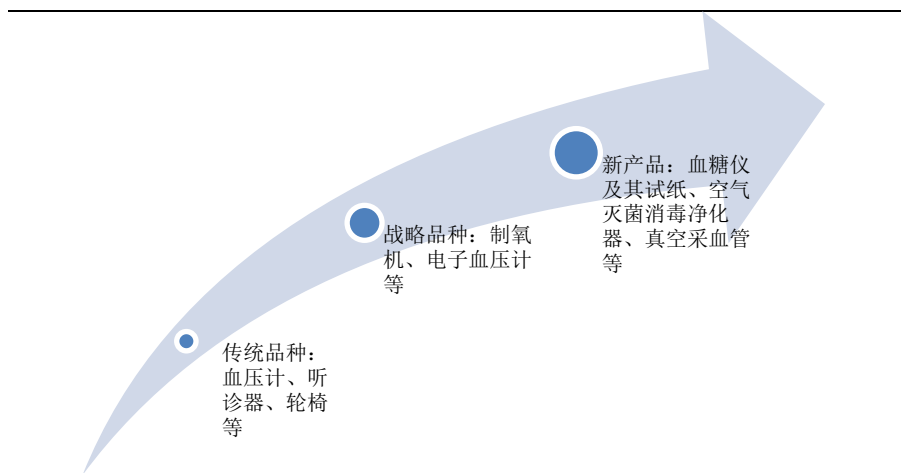 新产品：血糖仪
及其试纸、空气
灭菌消毒净化
器、真空采血管
等
战略品种：制氧
机、电子血压计
等
传统品种：
血压计、听
诊器、轮椅
等